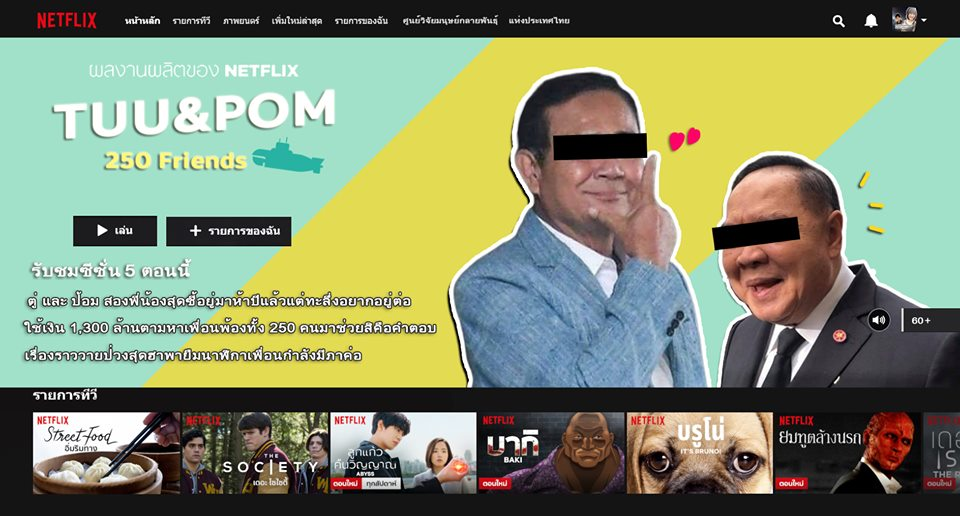 NETFLIX
หน้าหลัก รายการทีวี ภาพยนตร์ เพิ่มใหม่ล่าสุด รายการของฉัน ศูนย์วิจัยมนุษย์กลายพันธุ์ แห่งประเทศไทย
ผลงานผลิตของ NETFLIX
TUU&POM
250 Friends
เล่น
รายการของฉัน
รับชมซีซั่น 5 ตอนนี้
ตู่ และ ป้อม สองพี่น้องสุดซี้อยู่มาห้าปีแล้วแต่ทะลึ่งอยากอยู่ต่อ
ใช้เงิน 1,300 ล้านตามหาเพื่อนพ้องทั้ง 250 คนมาช่วยสิคือคำตอบ
เรื่องราววายป่วงสุดฮาพายืมนาฬิกาเพื่อนกำลังมีภาคต่อ
60+
รายการทีวี
NETFLIX
Street Food
อิ่มริมทาง
NETFLIX
THE SOCIETY
เดอะ โซไซตี้
NETFLIX
ลูกแก้ว
คืนวิญญาณ
ABYSS
ตอนใหม่ ทุกสัปดาห์
NETFLIX
บากิ
BAKI
NETFLIX
บรูโน่
IT'S BRUNO!
NETFLIX
ยมทูตล้างนรก
ตอนใหม่
ตอนใหม่